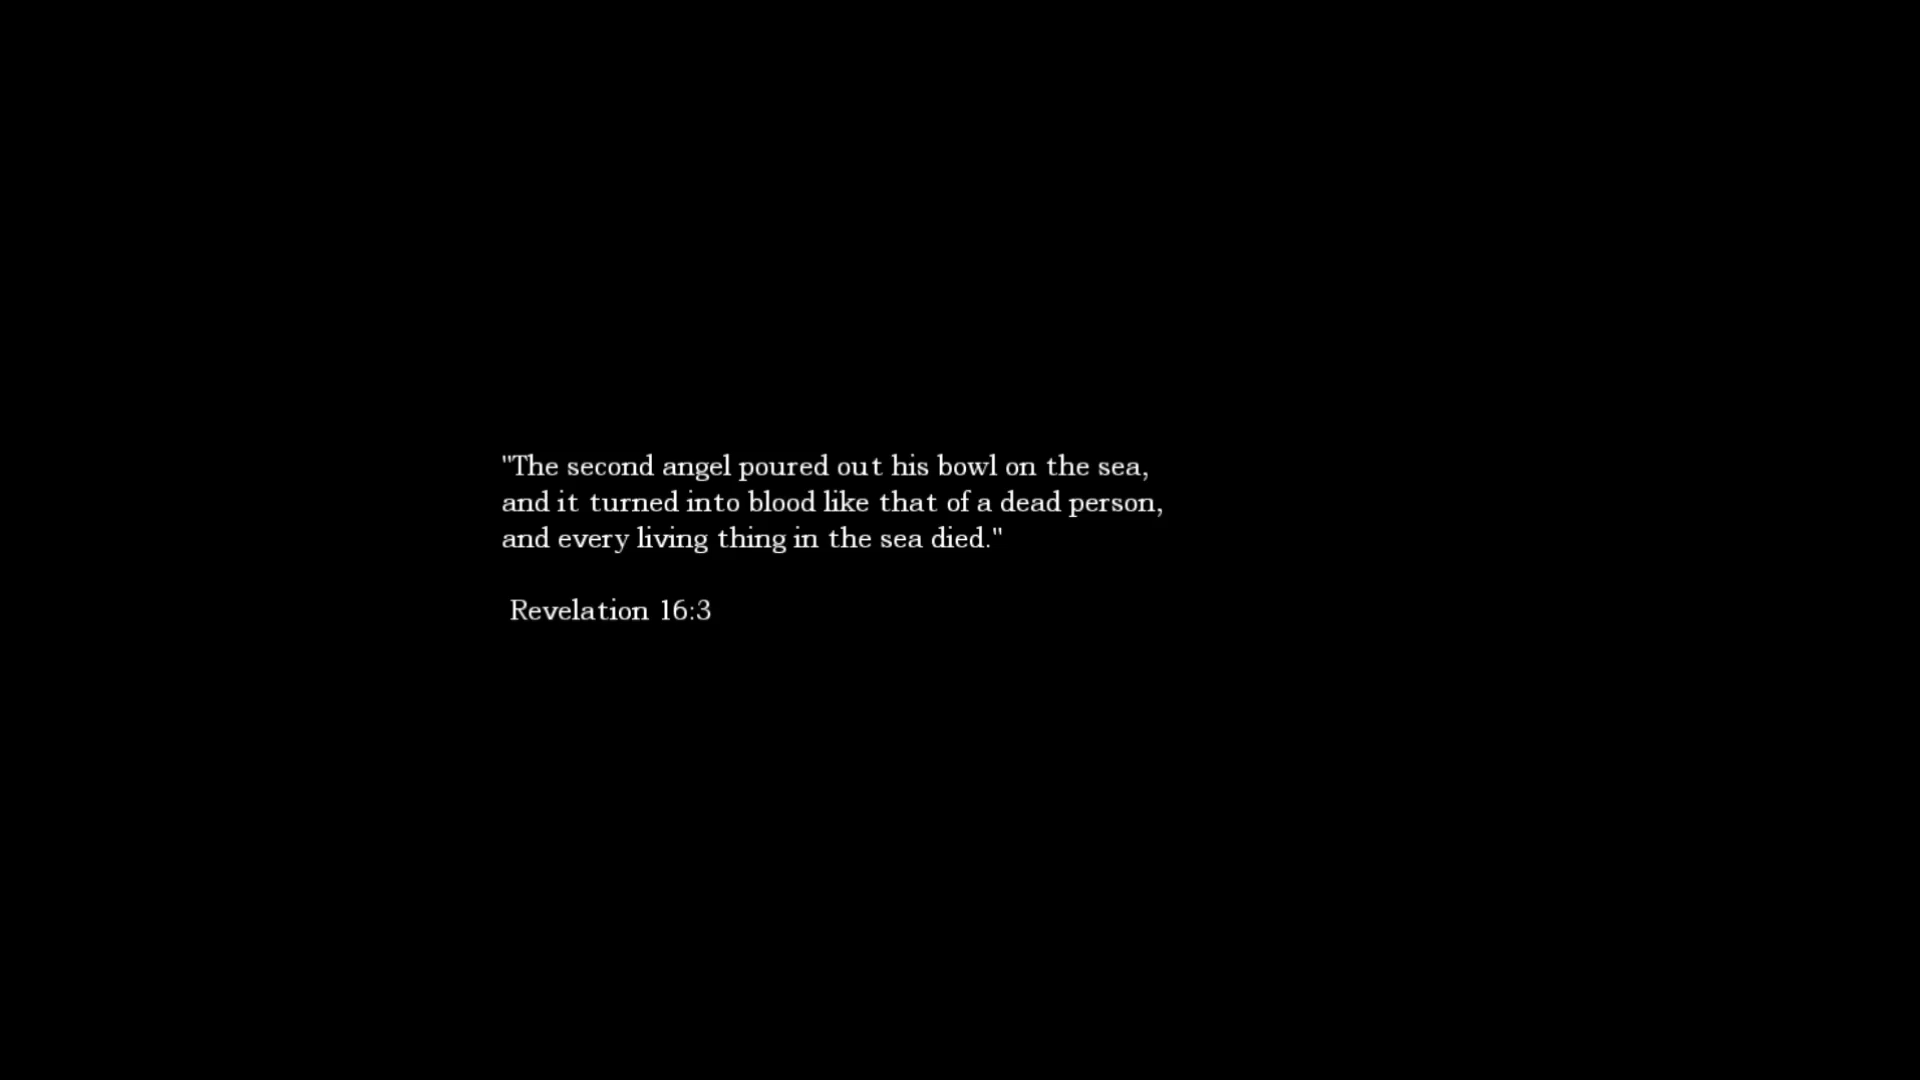 "The second angel poured out his bowl on the sea,
and it turned into blood like that of a dead person,
and every living thing in the sea died."
Revelation 16:3